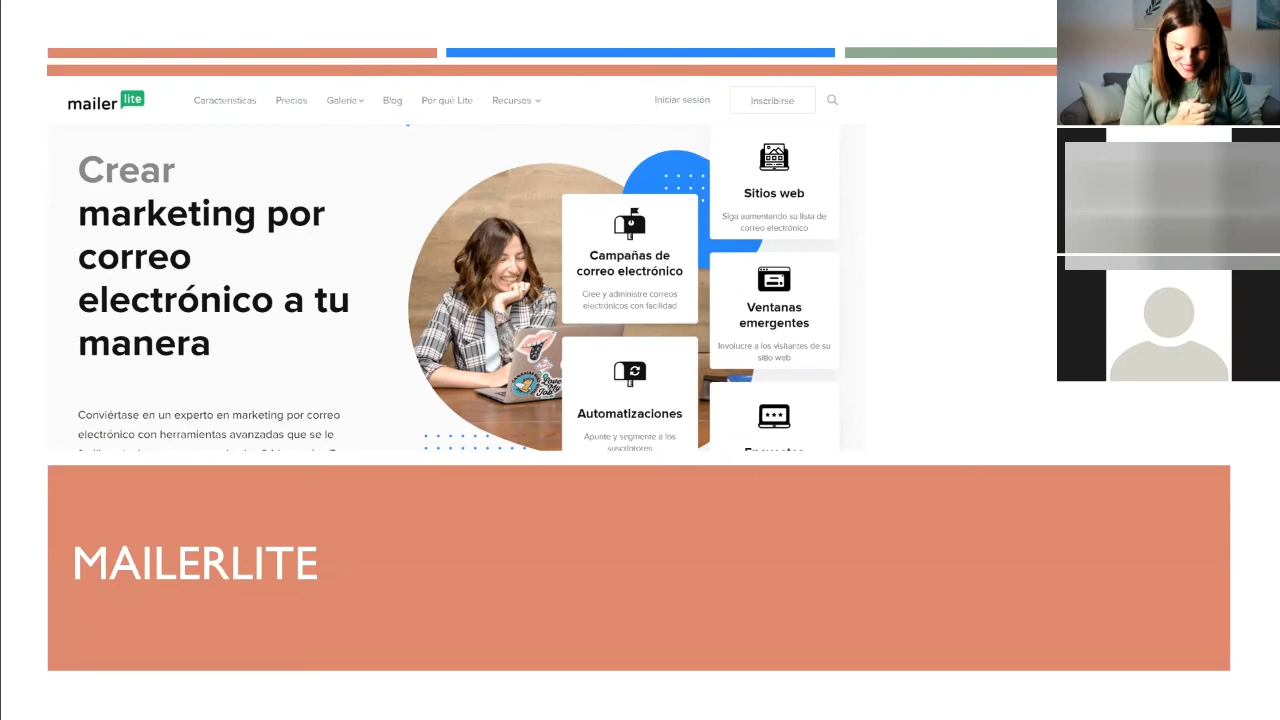 mailer lite
Características Precios Galería Blog Por qué Lite Recursos Iniciar sesión Inscribirse
Crear
marketing por
correo
electrónico a tu
manera
Conviértase en un experto en marketing por correo
electrónico con herramientas avanzadas que se le
Campañas de
correo electrónico
Cree y administre correos
electrónicos con facilidad
Automatizaciones
Apunte y segmente a los
suscriptores
Sitios web
Siga aumentando su lista de
correo electrónico
Ventanas
emergentes
Involucre a los visitantes de su
sitio web
Love
My
Job
MAILERLITE